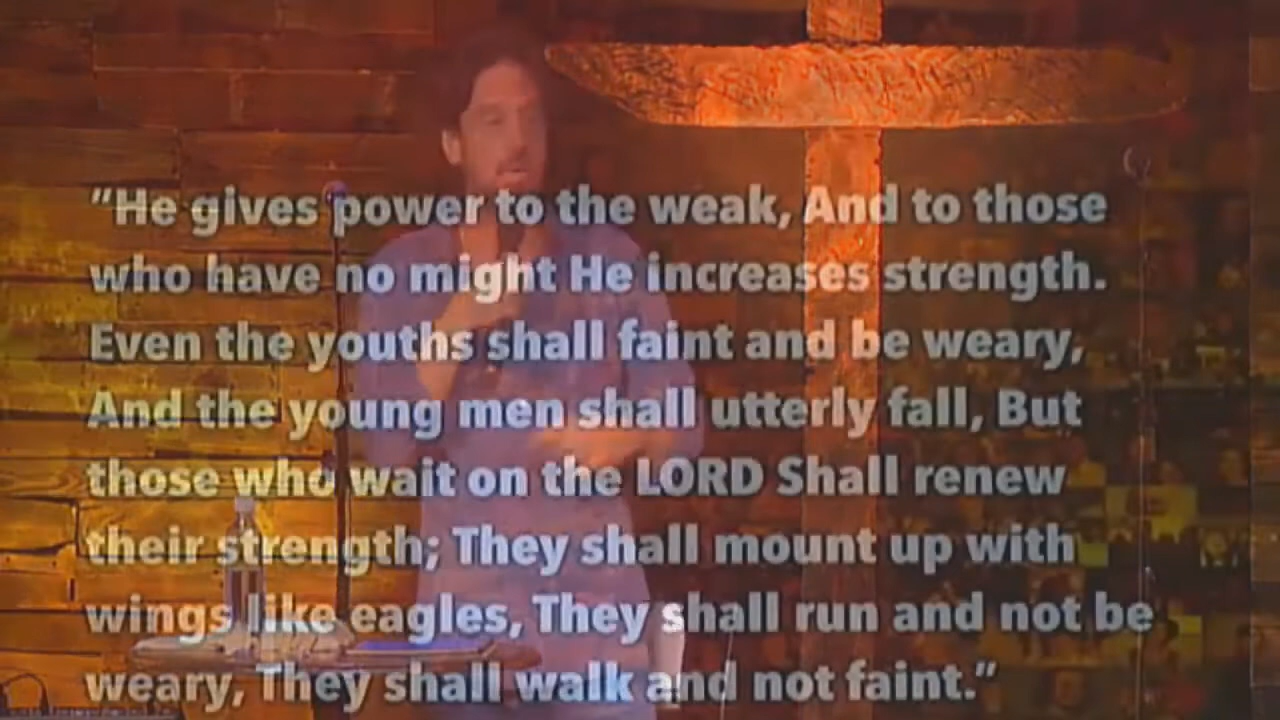 “He gives power to the weak, And to those
who have no might He increases strength.
Even the youths shall faint and be weary,
And the young men shall utterly fall, But
those who wait on the LORD Shall renew
their strength; They shall mount up with
wings like eagles, They shall run and not be
weary, They shall walk and not faint.”